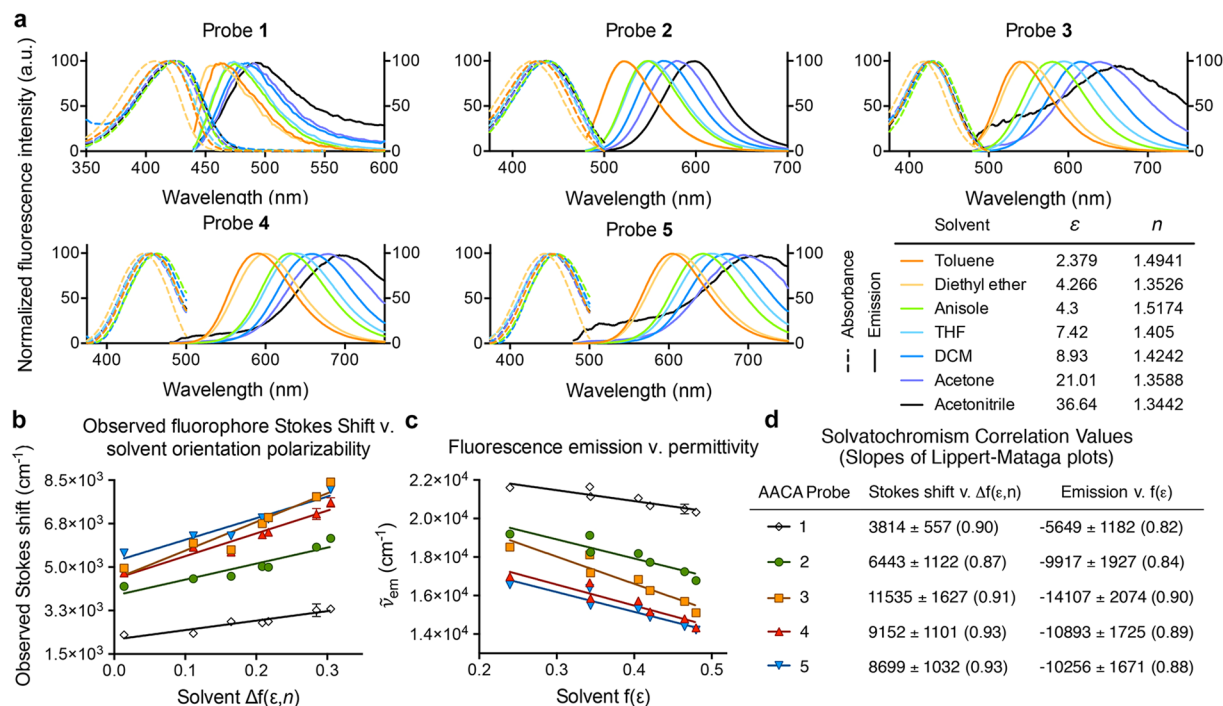 a
Normalized fluorescence intensity (a.u.)
Probe 1
100
50
0
100
50
0
350 400 450 500 550 600
Wavelength (nm)
Probe 2
100
50
0
100
50
0
400 500 600 700
Wavelength (nm)
Probe 3
100
50
0
100
50
0
400 500 600 700
Wavelength (nm)
Probe 4
100
50
0
100
50
0
400 500 600 700
Wavelength (nm)
Probe 5
100
50
0
100
50
0
400 500 600 700
Wavelength (nm)
Absorbance
Emission
Solvent ε n
Toluene 2.379 1.4941
Diethyl ether 4.266 1.3526
Anisole 4.3 1.5174
THF 7.42 1.405
DCM 8.93 1.4242
Acetone 21.01 1.3588
Acetonitrile 36.64 1.3442
b
Observed fluorophore Stokes Shift v.
solvent orientation polarizability
Observed Stokes shift (cm⁻¹)
8.5×10³
6.8×10³
5.0×10³
3.3×10³
1.5×10³
0.0 0.1 0.2 0.3
Solvent Δf(ε,n)
c
Fluorescence emission v. permittivity
ṽem (cm⁻¹)
2.2×10⁴
2.0×10⁴
1.8×10⁴
1.6×10⁴
1.4×10⁴
0.2 0.3 0.4 0.5
Solvent f(ε)
d
Solvatochromism Correlation Values
(Slopes of Lippert-Mataga plots)
AACA Probe Stokes shift v. Δf(ε,n) Emission v. f(ε)
1 3814 ± 557 (0.90) -5649 ± 1182 (0.82)
2 6443 ± 1122 (0.87) -9917 ± 1927 (0.84)
3 11535 ± 1627 (0.91) -14107 ± 2074 (0.90)
4 9152 ± 1101 (0.93) -10893 ± 1725 (0.89)
5 8699 ± 1032 (0.93) -10256 ± 1671 (0.88)